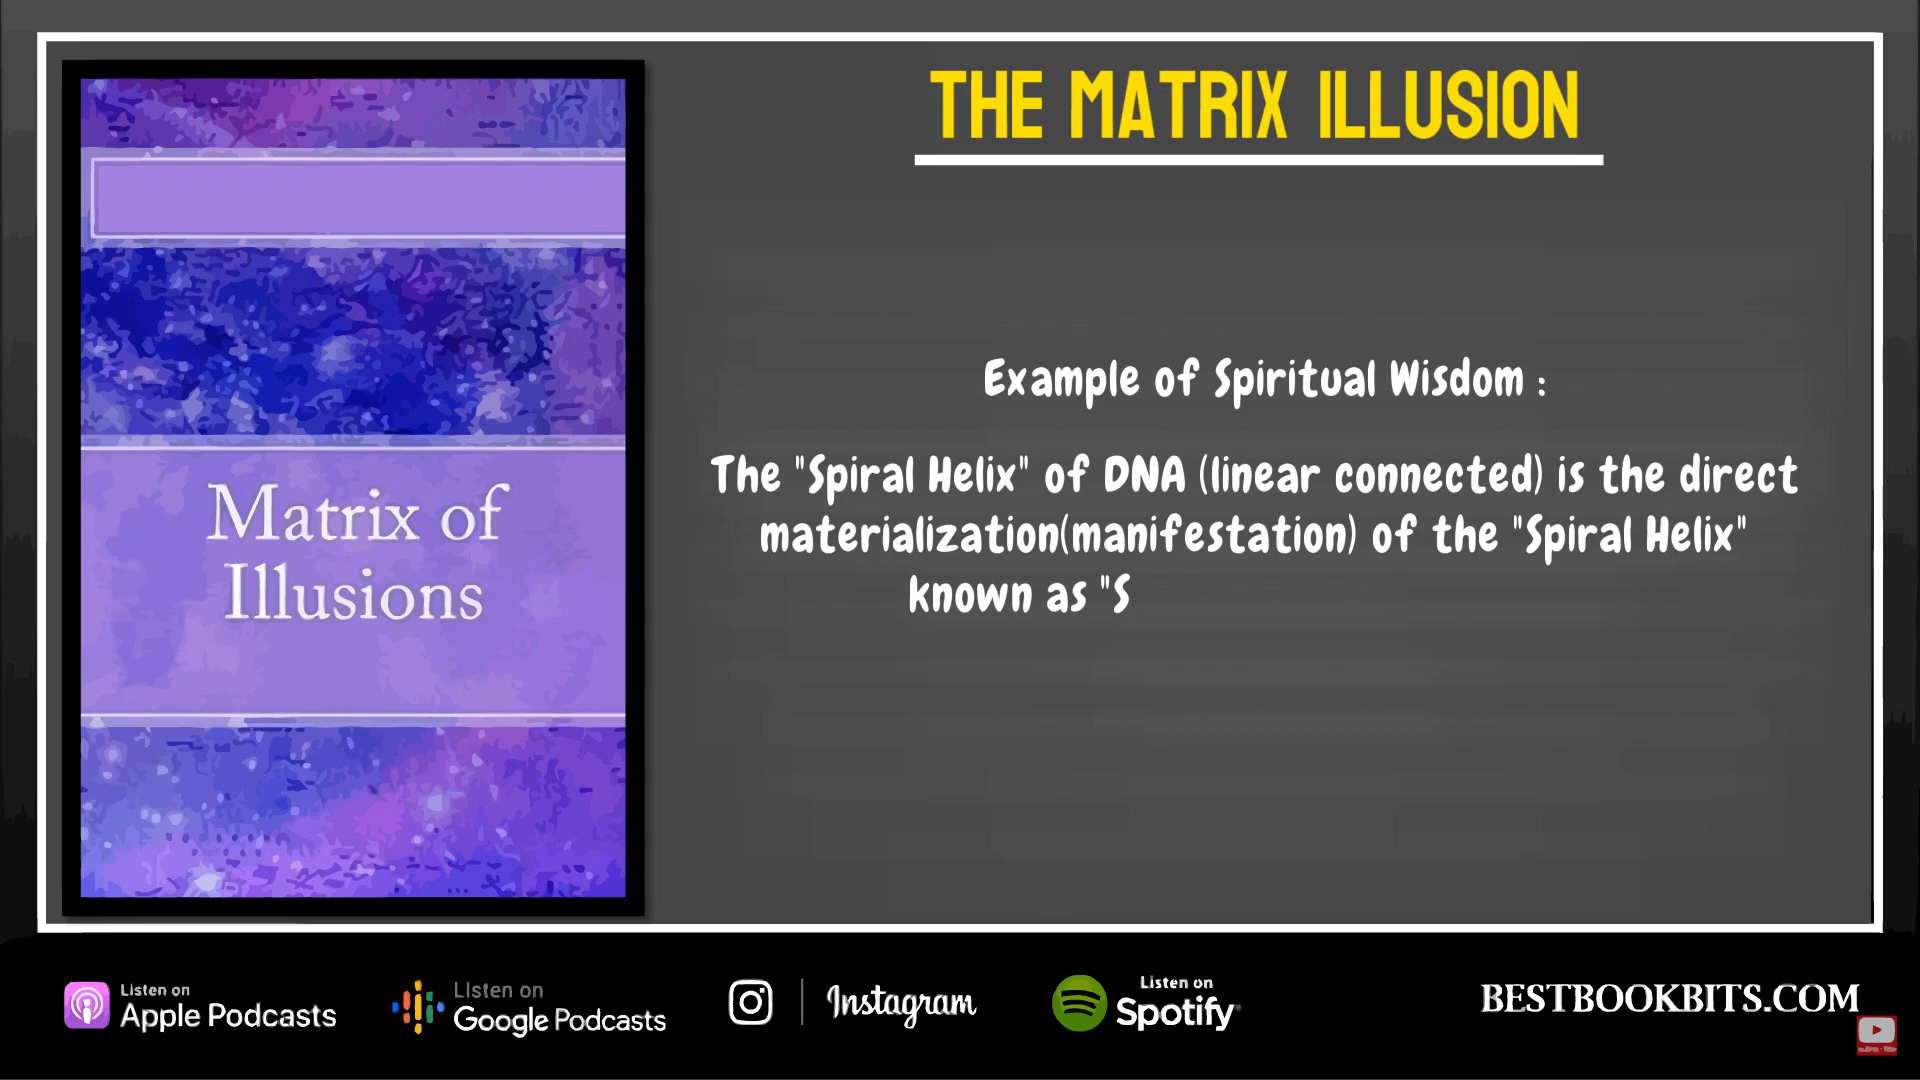 THE MATRIX ILLUSION
Matrix of
Illusions
Example of Spiritual Wisdom :
The "Spiral Helix" of DNA (linear connected) is the direct
materialization(manifestation) of the "Spiral Helix"
known as "S
Listen on
Apple Podcasts
Listen on
Google Podcasts
Instagram
Listen on
Spotify
BESTBOOKBITS.COM